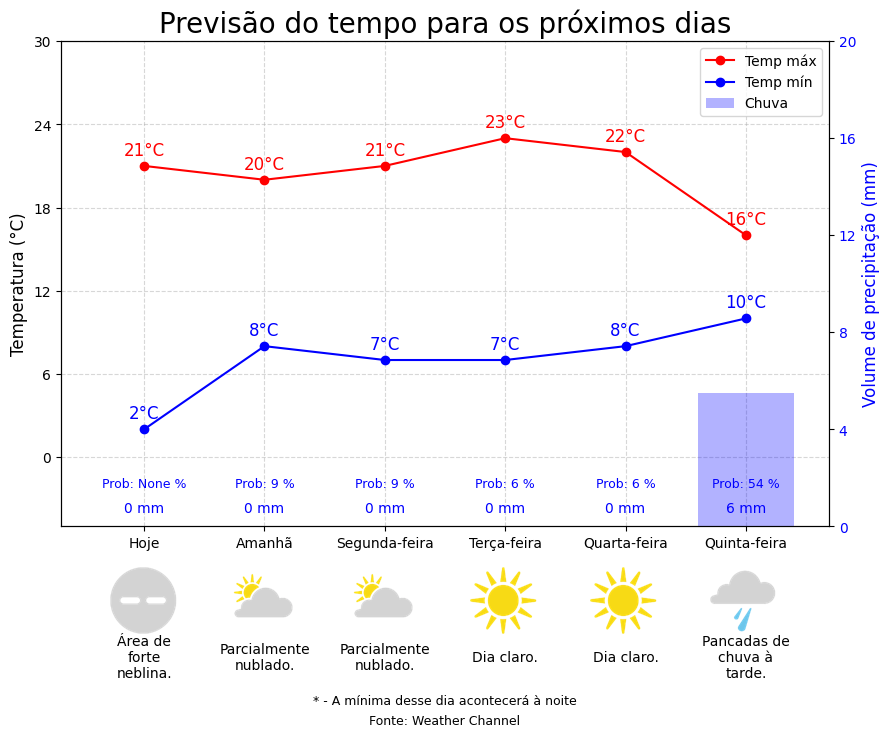 Previsão do tempo para os próximos dias
Temperatura (°C)
30
24
18
12
6
0
Volume de precipitação (mm)
20
16
12
8
4
0
Temp máx
Temp mín
Chuva
21°C
20°C
21°C
23°C
22°C
16°C
2°C
8°C
7°C
7°C
8°C
10°C
Prob: None %
Prob: 9 %
Prob: 9 %
Prob: 6 %
Prob: 6 %
Prob: 54 %
0 mm
0 mm
0 mm
0 mm
0 mm
6 mm
Hoje
Amanhã
Segunda-feira
Terça-feira
Quarta-feira
Quinta-feira
Área de
forte
neblina.
Parcialmente
nublado.
Parcialmente
nublado.
Dia claro.
Dia claro.
Pancadas de
chuva à
tarde.
* - A mínima desse dia acontecerá à noite
Fonte: Weather Channel